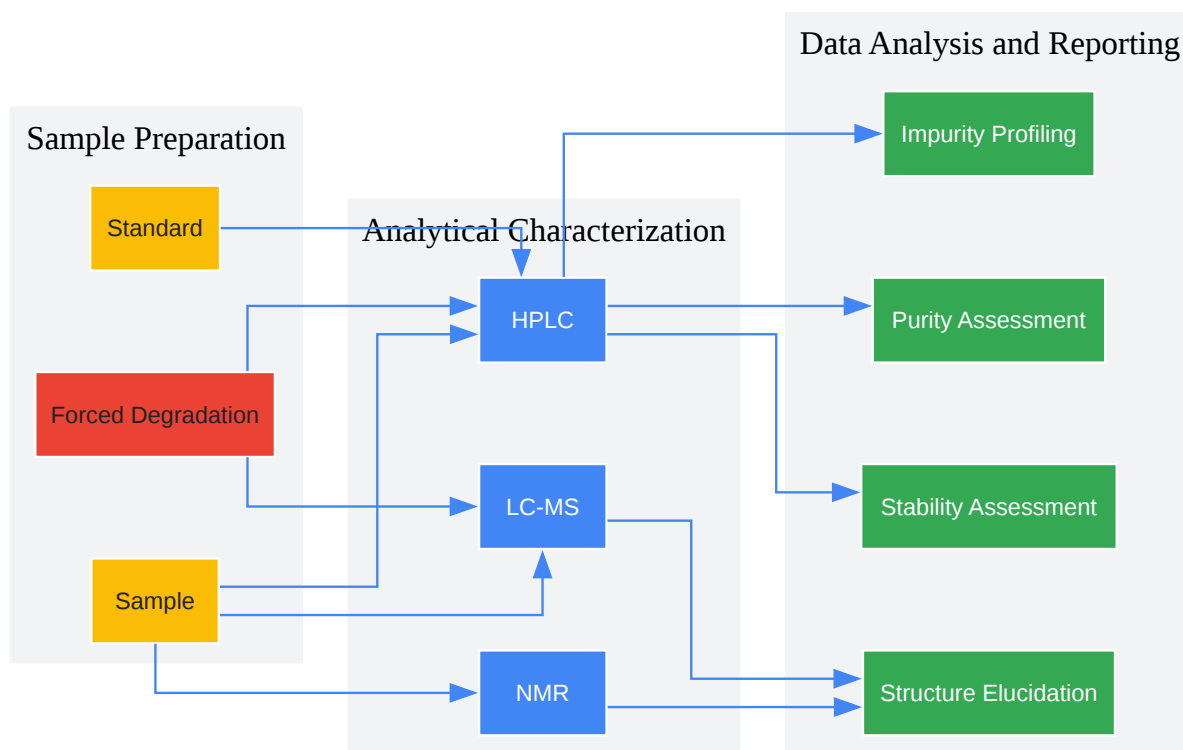 Sample Preparation
Standard
Forced Degradation
Sample
Analytical Characterization
HPLC
LC-MS
NMR
Data Analysis and Reporting
Impurity Profiling
Purity Assessment
Stability Assessment
Structure Elucidation